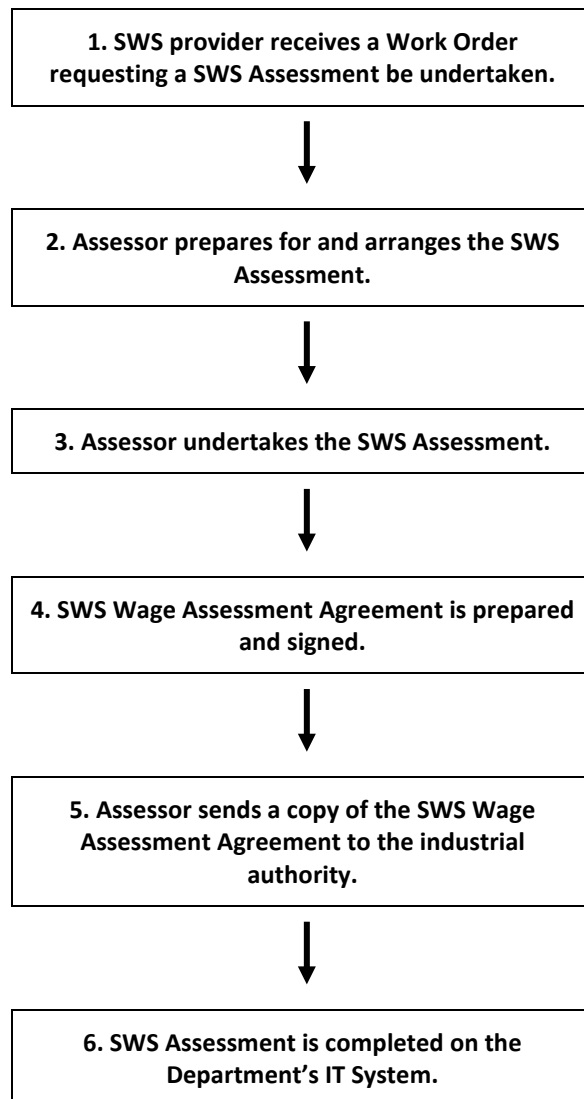 1. SWS provider receives a Work Order
requesting a SWS Assessment be undertaken.
2. Assessor prepares for and arranges the SWS
Assessment.
3. Assessor undertakes the SWS Assessment.
4. SWS Wage Assessment Agreement is prepared
and signed.
5. Assessor sends a copy of the SWS Wage
Assessment Agreement to the industrial
authority.
6. SWS Assessment is completed on the
Department’s IT System.